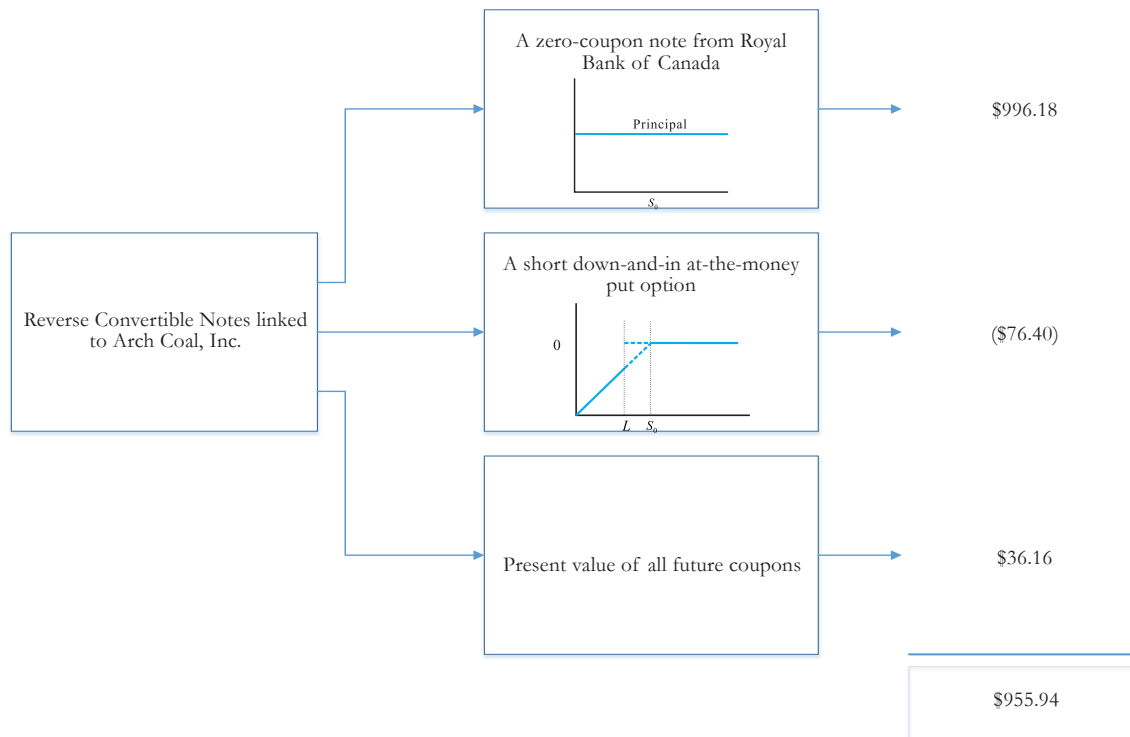 A zero-coupon note from Royal
Bank of Canada
Principal
S₀
$996.18
Reverse Convertible Notes linked
to Arch Coal, Inc.
A short down-and-in at-the-money
put option
0
L S₀
($76.40)
Present value of all future coupons
$36.16
$955.94